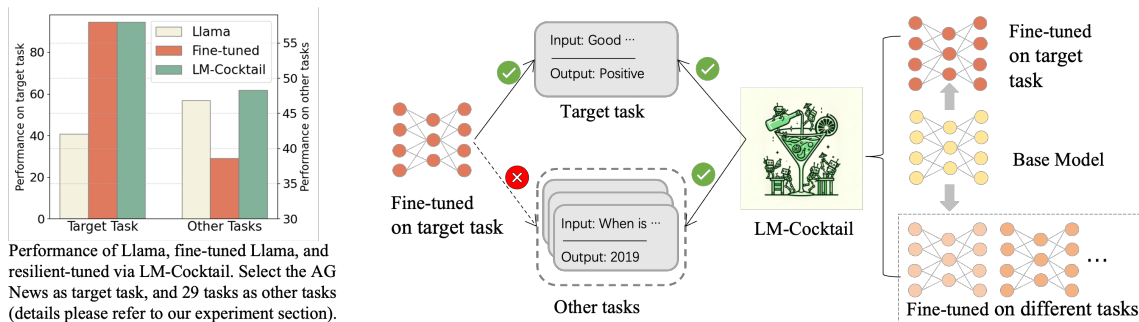 Performance on target task
80
60
40
20
0
Llama
Fine-tuned
LM-Cocktail
55
50
45
40
35
30
Performance on other tasks
Target Task
Other Tasks
Performance of Llama, fine-tuned Llama, and
resilient-tuned via LM-Cocktail. Select the AG
News as target task, and 29 tasks as other tasks
(details please refer to our experiment section).
Fine-tuned
on target task
Input: Good ···
Output: Positive
Target task
Input: When is ···
Output: 2019
Other tasks
LM-Cocktail
Fine-tuned
on target
task
Base Model
...
Fine-tuned on different tasks